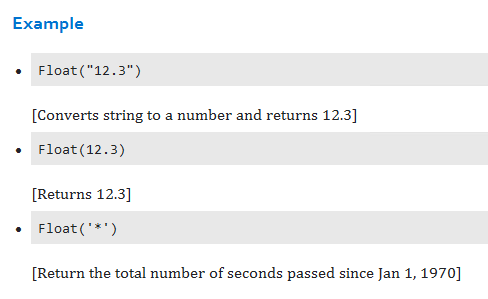 Example
• Float("12.3")
[Converts string to a number and returns 12.3]
• Float(12.3)
[Returns 12.3]
• Float('*')
[Return the total number of seconds passed since Jan 1, 1970]